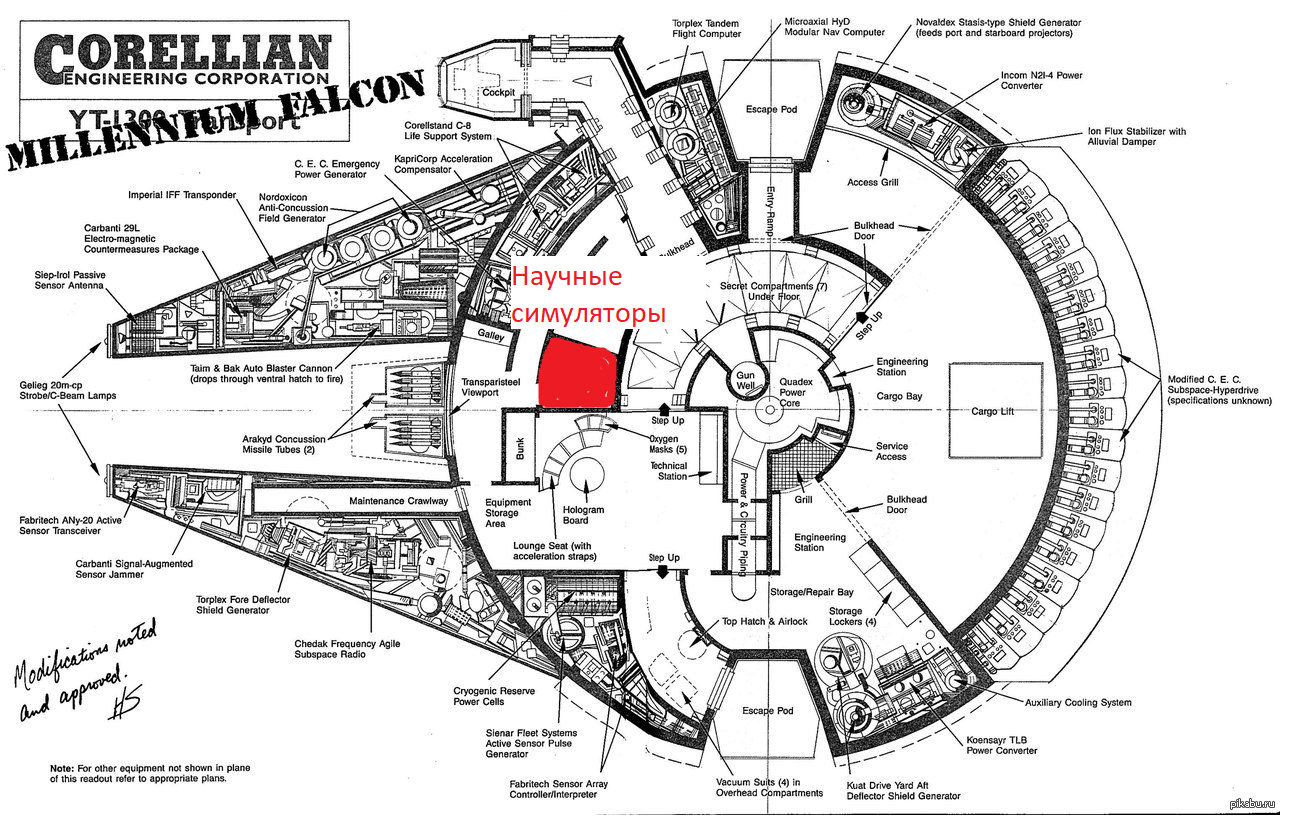 CORELLIAN
ENGINEERING CORPORATION
YT-1300 Transport
MILLENNIUM FALCON
Cockpit
Torplex Tandem
Flight Computer
Microaxial HyD
Modular Nav Computer
Novaldex Stasis-type Shield Generator
(feeds port and starboard projectors)
Incom N2I-4 Power
Converter
Ion Flux Stabilizer with
Alluvial Damper
Escape Pod
Access Grill
Entry-Ramp
Bulkhead
Door
Bulkhead
Corellstand C-8
Life Support System
KapriCorp Acceleration
Compensator
C. E. C. Emergency
Power Generator
Imperial IFF Transponder
Nordoxicon
Anti-Concussion
Field Generator
Carbanti 29L
Electro-magnetic
Countermeasures Package
Siep-Irol Passive
Sensor Antenna
Научные
симуляторы
Secret Compartments (7)
Under Floor
Step Up
Galley
Taim & Bak Auto Blaster Cannon
(drops through ventral hatch to fire)
Gelieg 20m-cp
Strobe/C-Beam Lamps
Transparisteel
Viewport
Gun
Well
Quadex
Power
Core
Engineering
Station
Cargo Bay
Cargo Lift
Modified C. E. C.
Subspace-Hyperdrive
(specifications unknown)
Arakyd Concussion
Missile Tubes (2)
Bunk
Step Up
Oxygen
Masks (5)
Technical
Station
Service
Access
Grill
Bulkhead
Door
Power & Circuitry Piping
Maintenance Crawlway
Equipment
Storage
Area
Hologram
Board
Lounge Seat (with
acceleration straps)
Step Up
Engineering
Station
Storage/Repair Bay
Storage
Lockers (4)
Top Hatch & Airlock
Fabritech ANy-20 Active
Sensor Transceiver
Carbanti Signal-Augmented
Sensor Jammer
Torplex Fore Deflector
Shield Generator
Chedak Frequency Agile
Subspace Radio
Cryogenic Reserve
Power Cells
Sienar Fleet Systems
Active Sensor Pulse
Generator
Fabritech Sensor Array
Controller/Interpreter
Escape Pod
Vacuum Suits (4) in
Overhead Compartments
Kuat Drive Yard Aft
Deflector Shield Generator
Koensayr TLB
Power Converter
Auxiliary Cooling System
Modifications noted
and approved.
HS
Note: For other equipment not shown in plane
of this readout refer to appropriate plans.
pikabu.ru